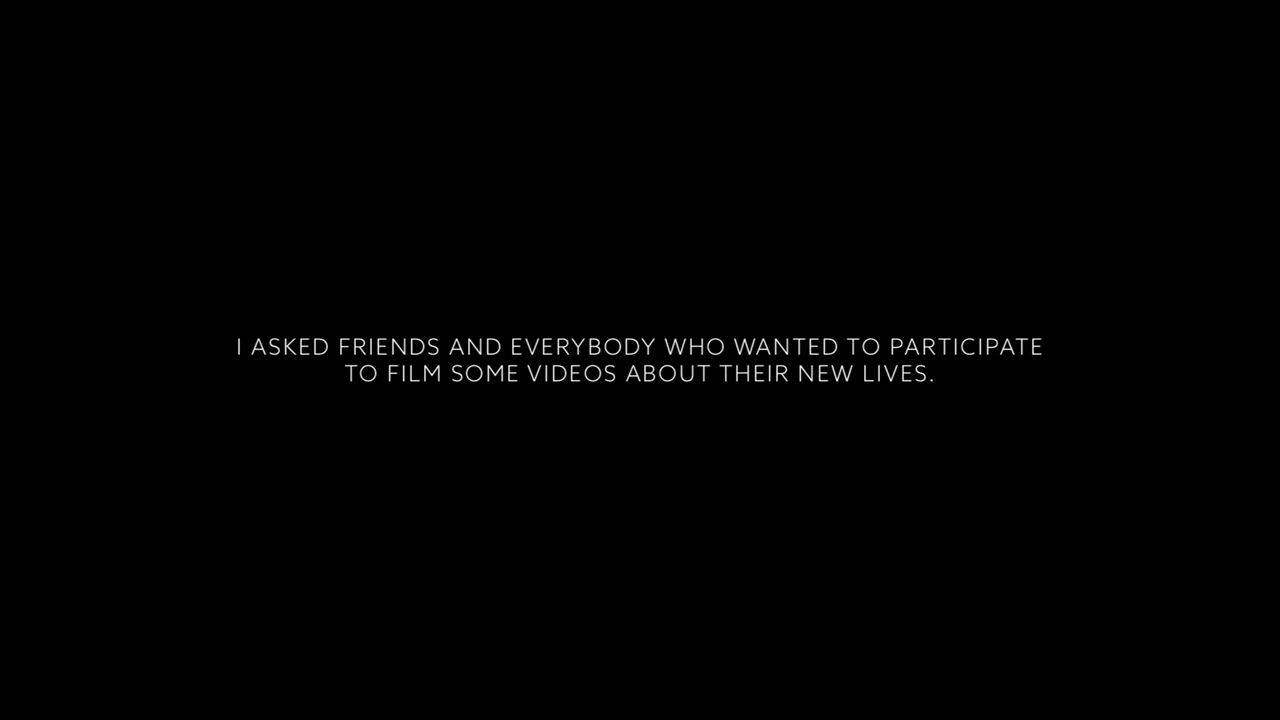 I ASKED FRIENDS AND EVERYBODY WHO WANTED TO PARTICIPATE
TO FILM SOME VIDEOS ABOUT THEIR NEW LIVES.